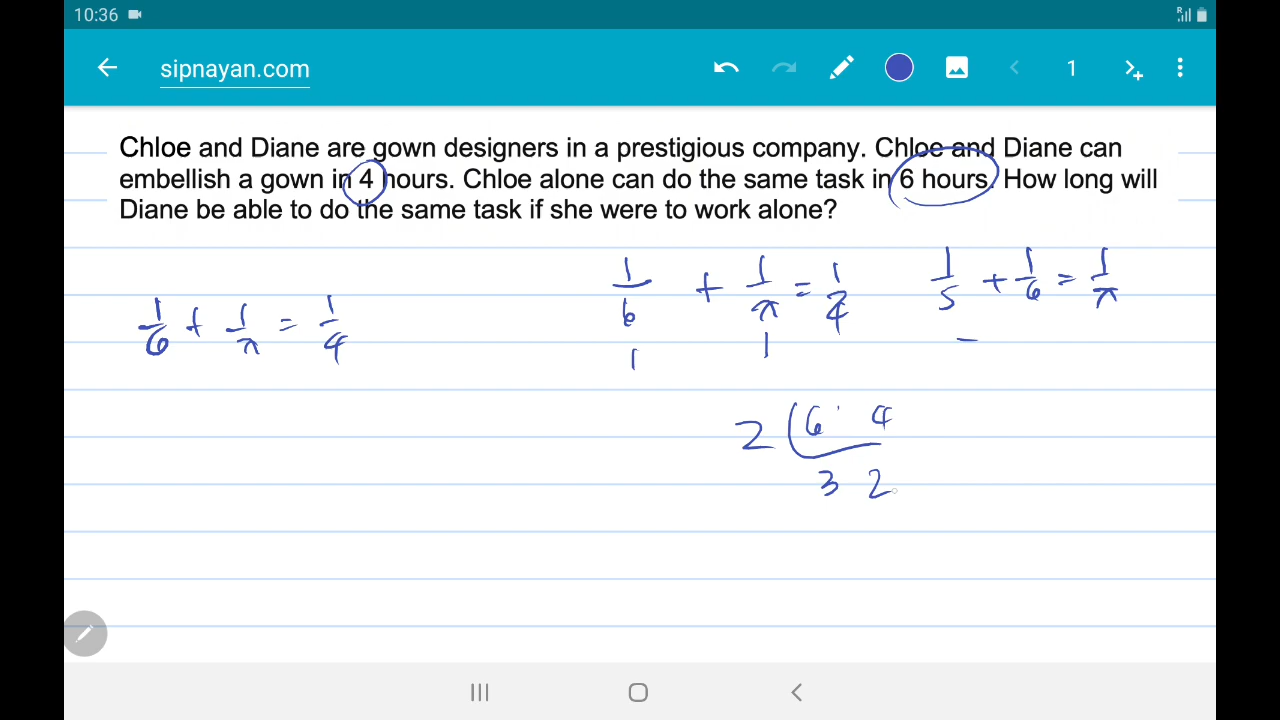 10:36
sipnayan.com
1
Chloe and Diane are gown designers in a prestigious company. Chloe and Diane can
embellish a gown in 4 hours. Chloe alone can do the same task in 6 hours. How long will
Diane be able to do the same task if she were to work alone?
1/6 + 1/x = 1/4
1/6 + 1/x = 1/4
1/5 + 1/6 = 1/x
1 1
2 6 4
3 2